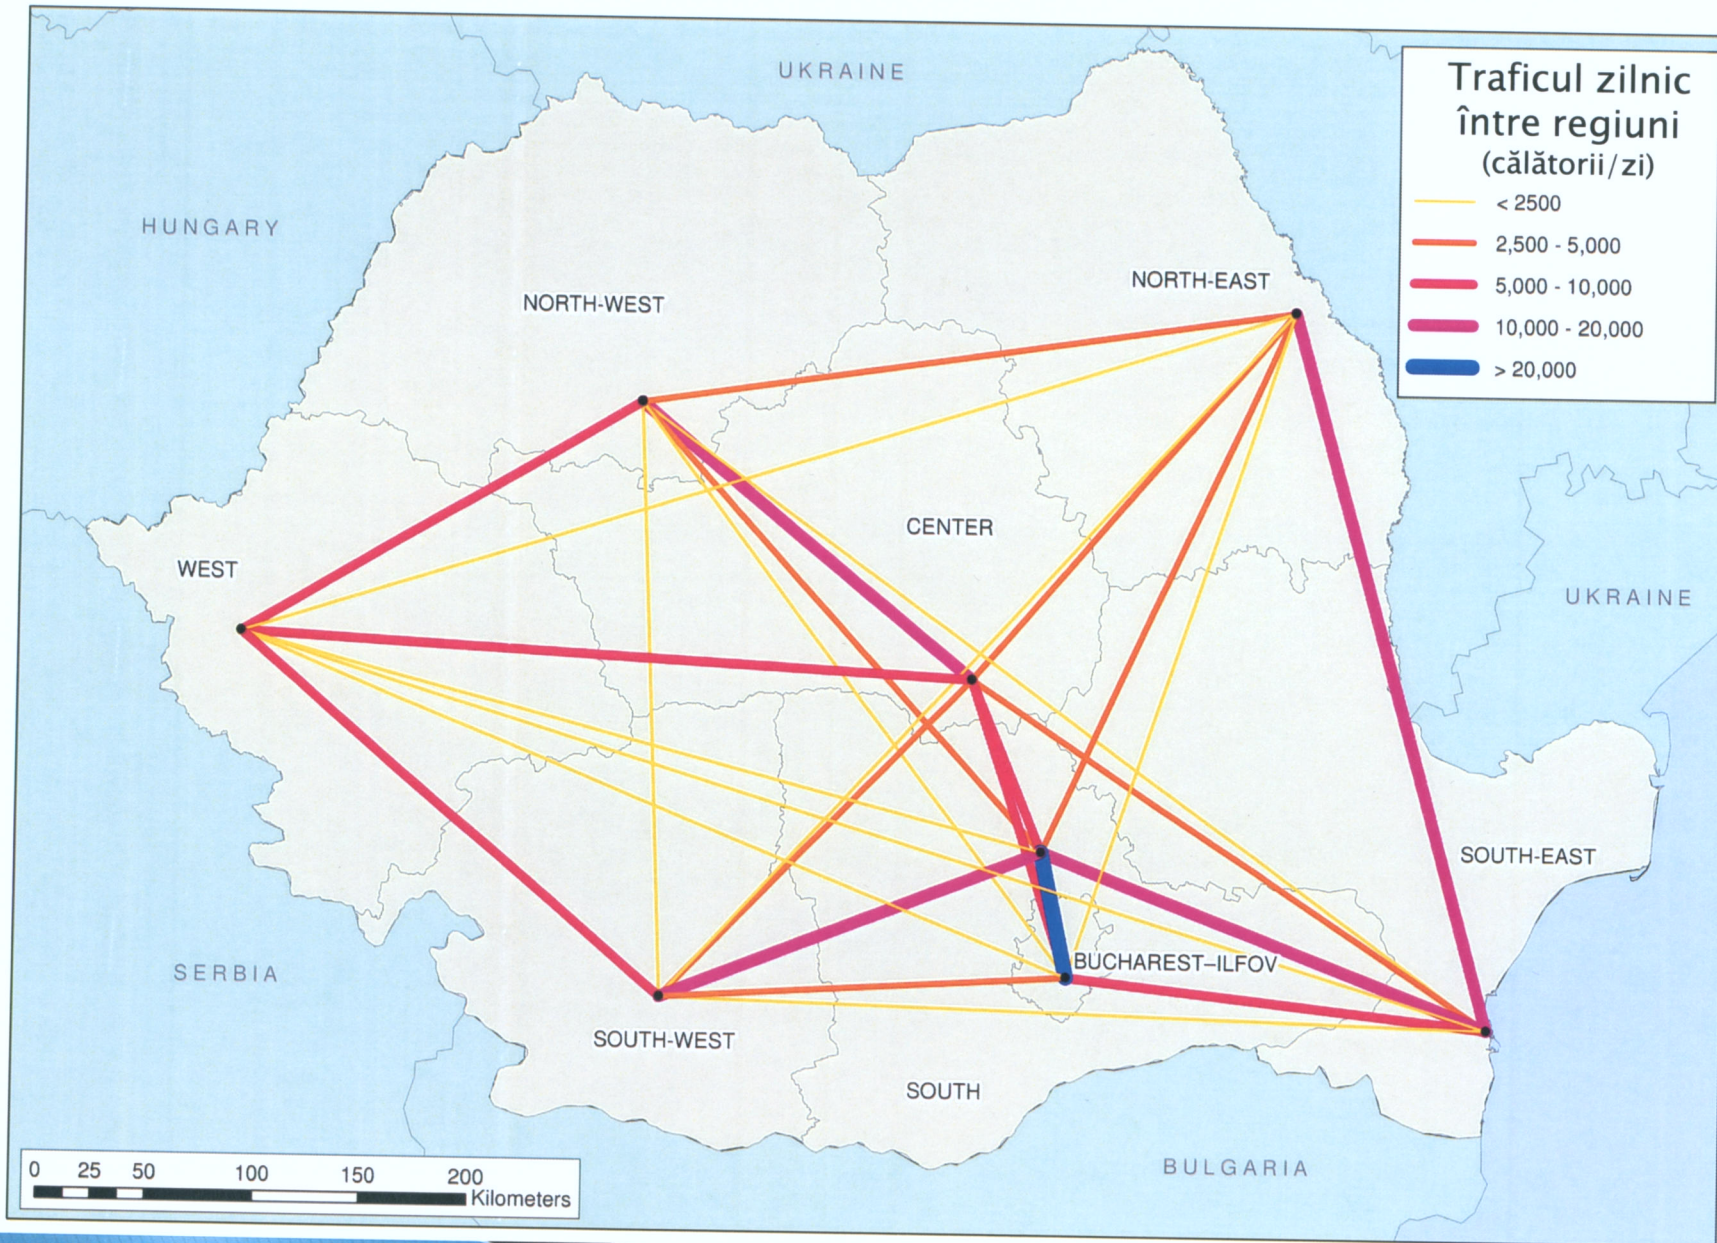 UKRAINE
Traficul zilnic
între regiuni
(călătorii/zi)
< 2500
2,500 - 5,000
5,000 - 10,000
10,000 - 20,000
> 20,000
HUNGARY
NORTH-EAST
NORTH-WEST
CENTER
WEST
UKRAINE
SOUTH-EAST
BUCHAREST–ILFOV
SERBIA
SOUTH-WEST
SOUTH
BULGARIA
0 25 50 100 150 200
Kilometers